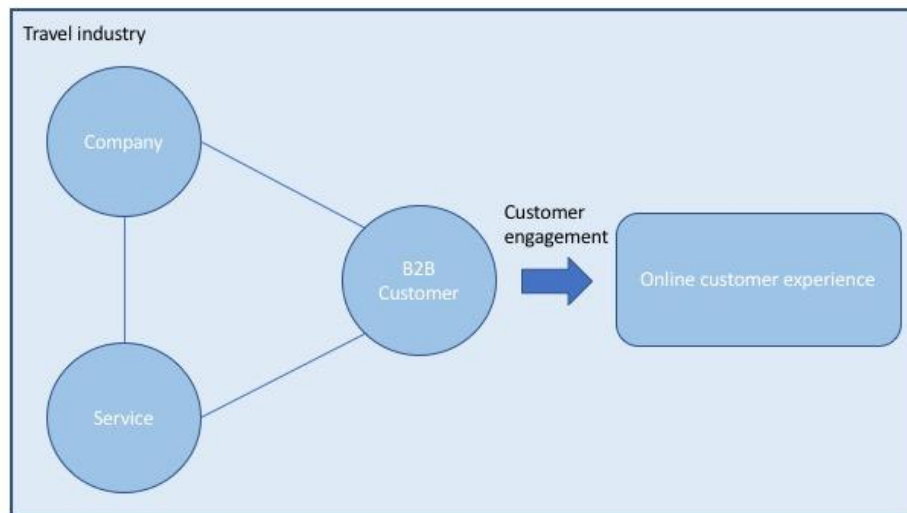 Travel industry
Company
Customer
engagement
B2B
Customer
Online customer experience
Service